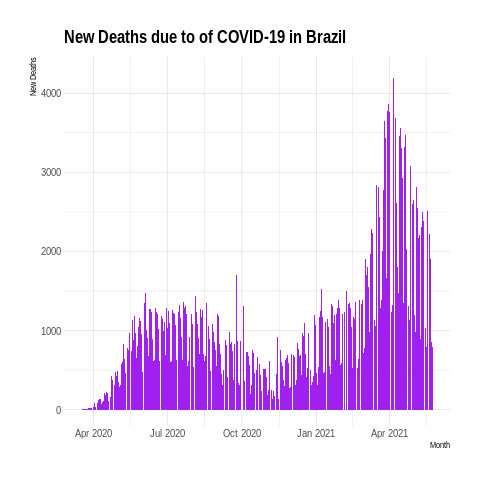 New Deaths due to of COVID-19 in Brazil
New Deaths
4000
3000
2000
1000
0
Apr 2020
Jul 2020
Oct 2020
Jan 2021
Apr 2021
Month